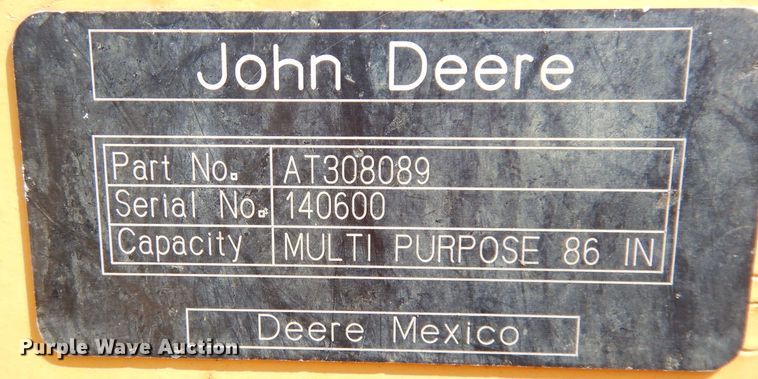 John Deere
Part No. AT308089
Serial No. 140600
Capacity MULTI PURPOSE 86 IN
Deere Mexico
Purple Wave Auction